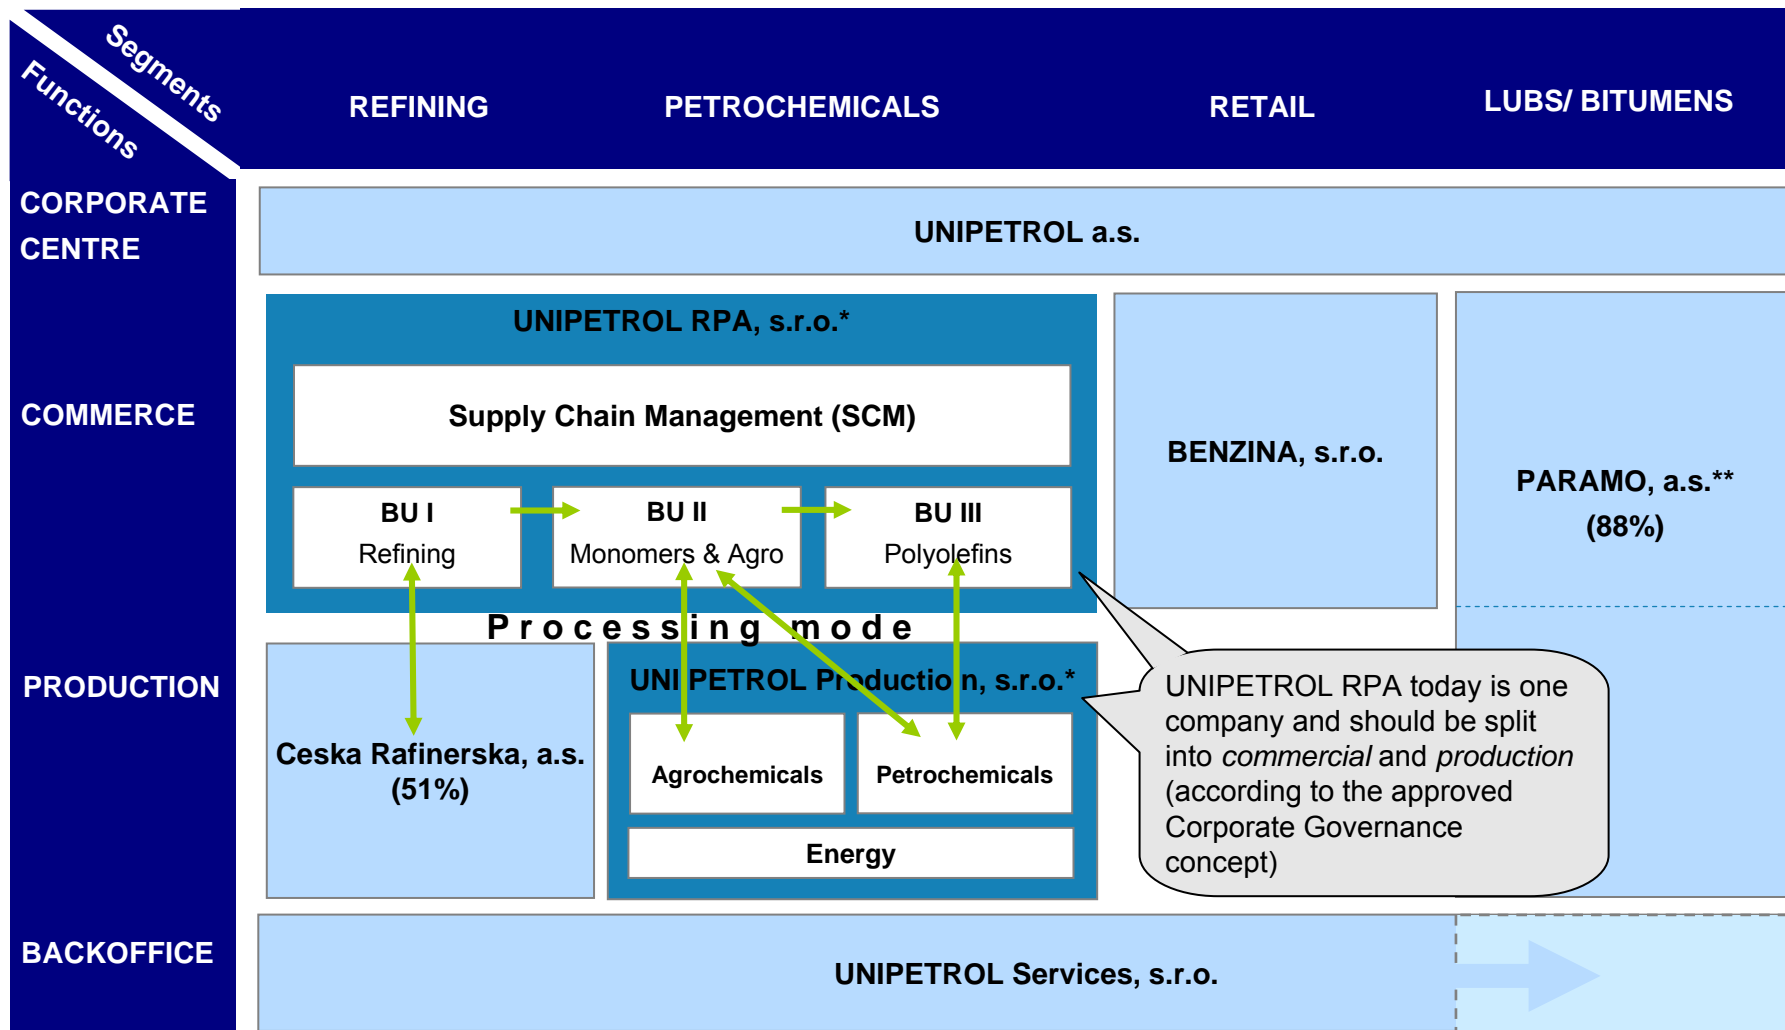 Segments
Functions
REFINING
PETROCHEMICALS
RETAIL
LUBS/ BITUMENS
CORPORATE
CENTRE
UNIPETROL a.s.
COMMERCE
UNIPETROL RPA, s.r.o.*
Supply Chain Management (SCM)
BU I
Refining
BU II
Monomers & Agro
BU III
Polyolefins
BENZINA, s.r.o.
PARAMO, a.s.**
(88%)
Processing mode
PRODUCTION
Ceska Rafinerska, a.s.
(51%)
UNIPETROL Production, s.r.o.*
Agrochemicals
Petrochemicals
Energy
UNIPETROL RPA today is one
company and should be split
into commercial and production
(according to the approved
Corporate Governance
concept)
BACKOFFICE
UNIPETROL Services, s.r.o.